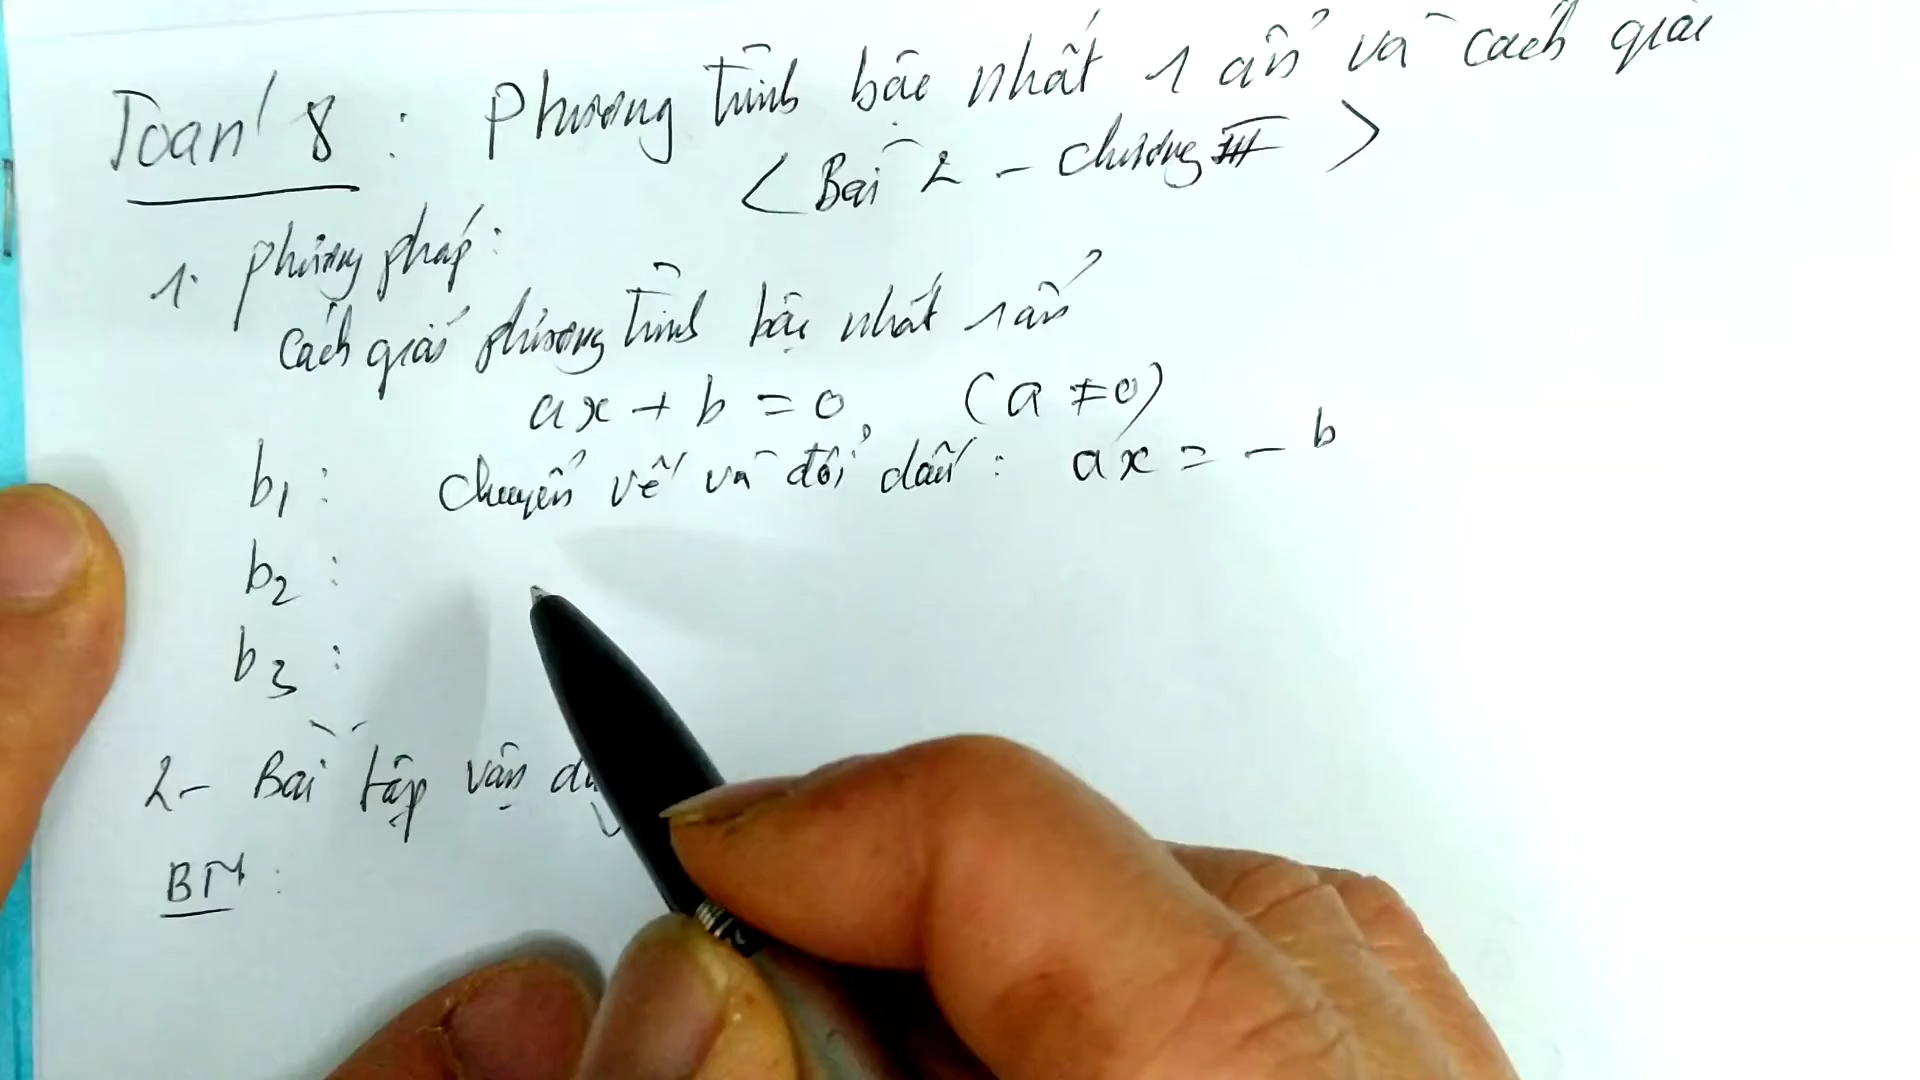 Toán 8 : Phương trình bậc nhất 1 ẩn và cách giải
< Bài 2 - Chương III >
1. Phương pháp :
Cách giải phương trình bậc nhất 1 ẩn
ax + b = 0 (a ≠ 0)
b1 : Chuyển vế và đổi dấu : ax = - b
b2 :
b3 :
2- Bài tập vận
BT1 :